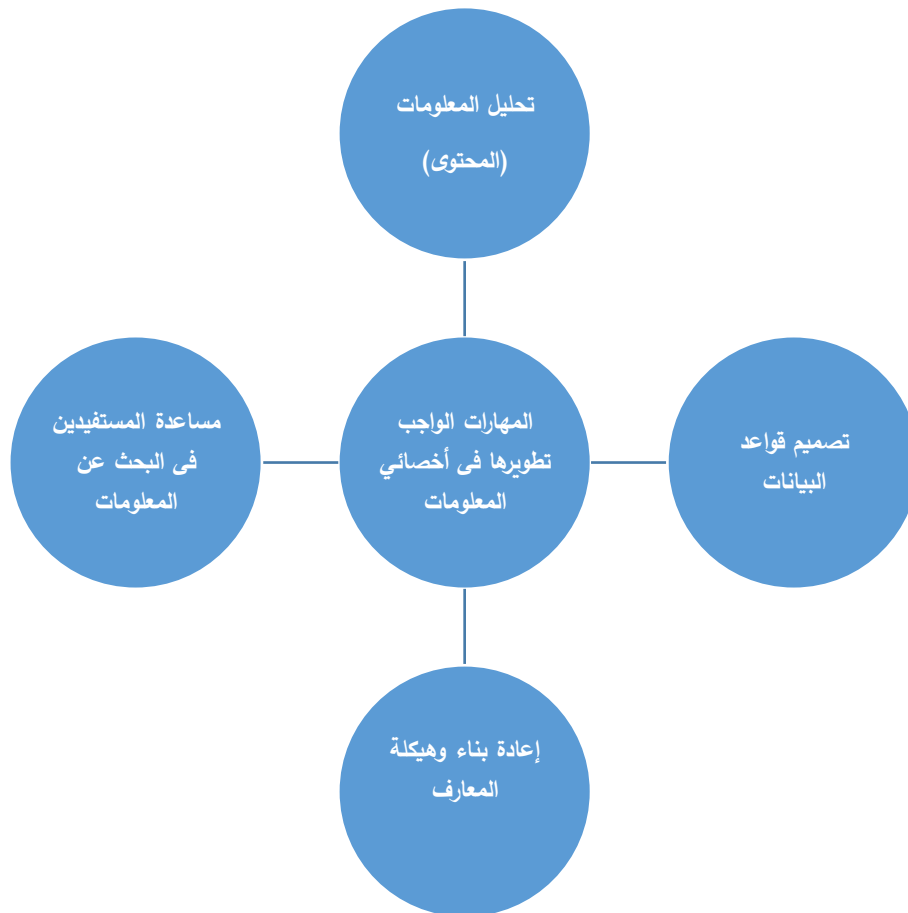 تحليل المعلومات
(المحتوى)
تصميم قواعد
البيانات
المهارات الواجب
تطويرها فى أخصائي
المعلومات
مساعدة المستفيدين
فى البحث عن
المعلومات
إعادة بناء وهيكلة
المعارف